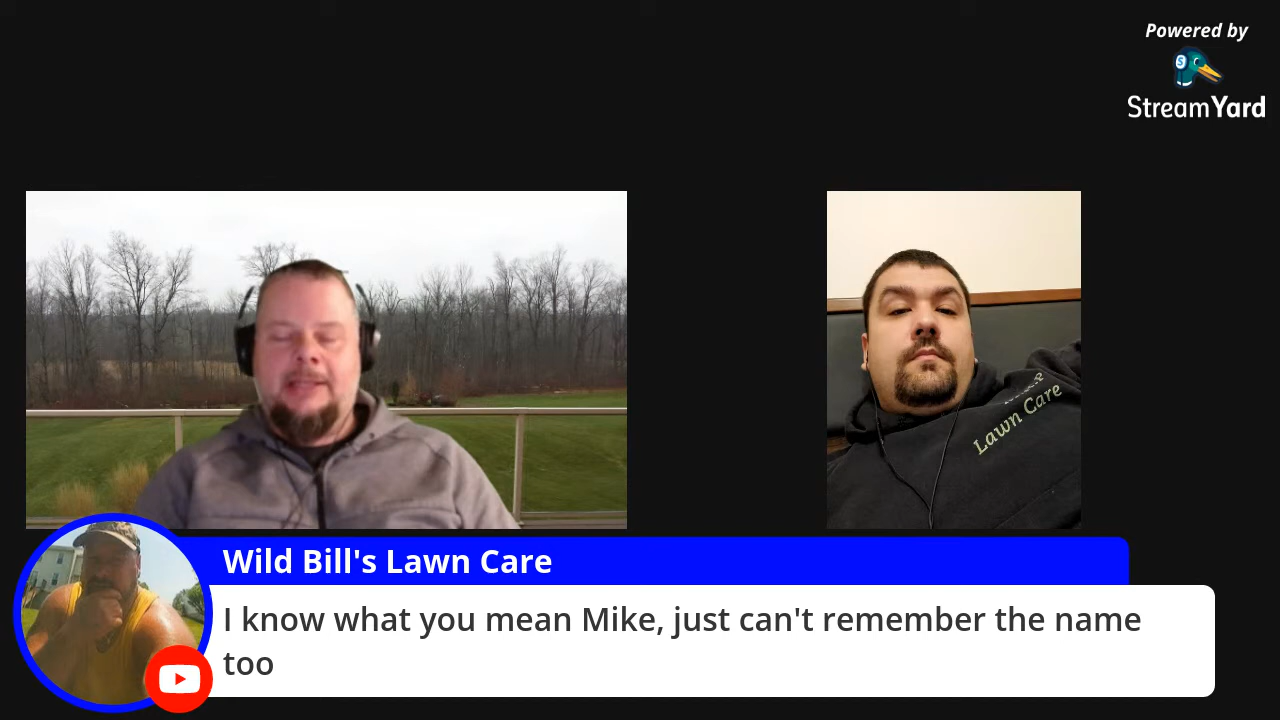 Powered by
StreamYard
Lawn Care
Wild Bill's Lawn Care
I know what you mean Mike, just can't remember the name
too